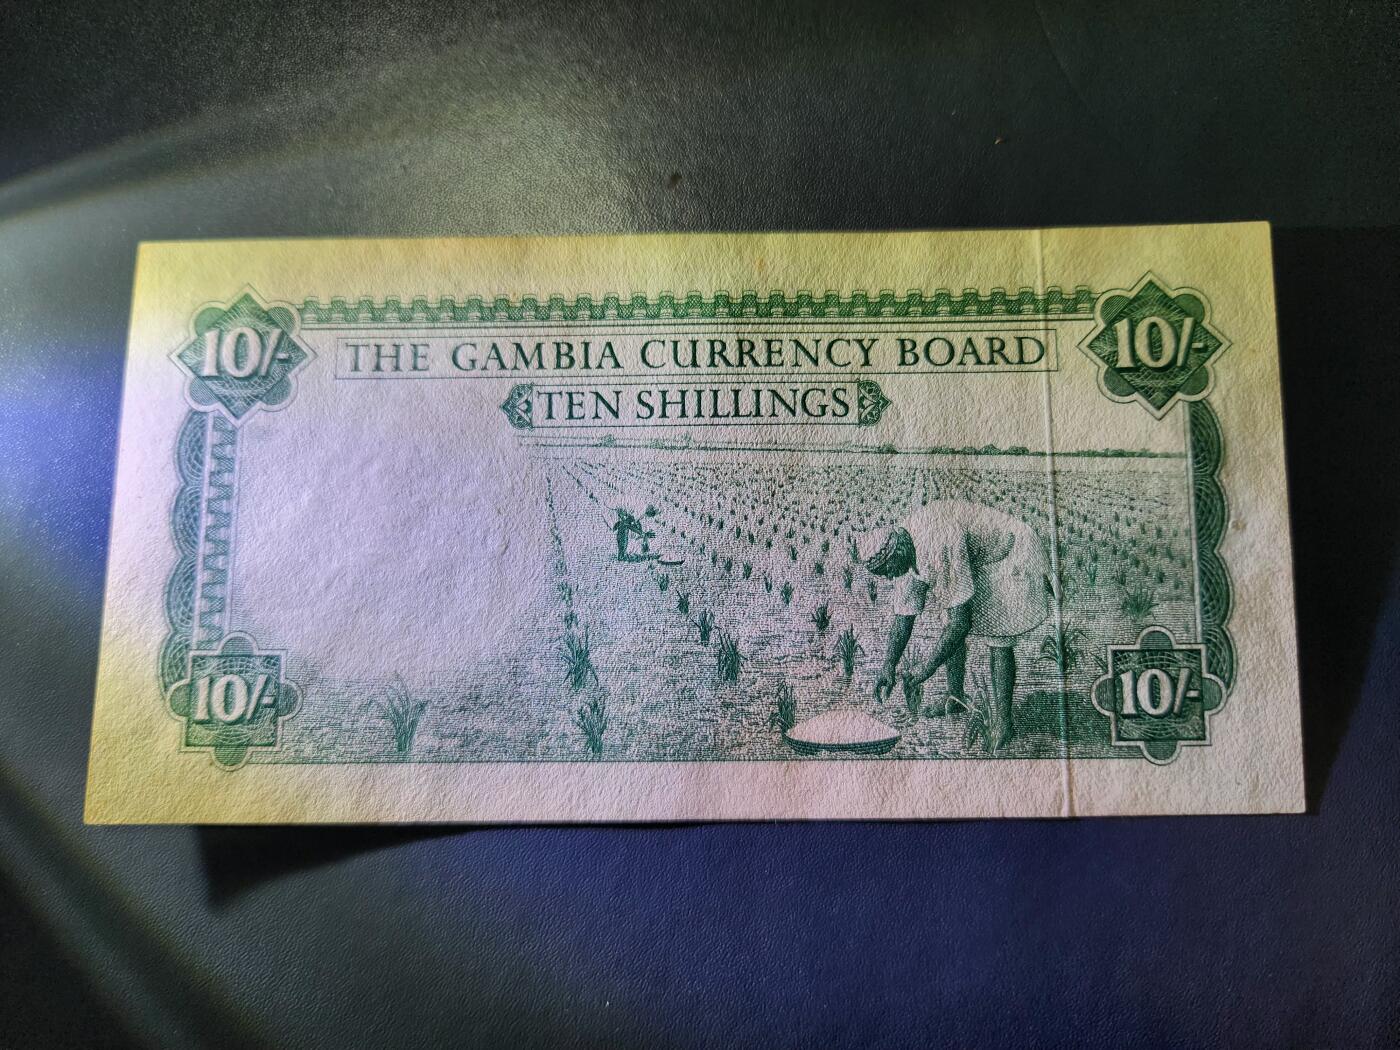 10/- 10/-
THE GAMBIA CURRENCY BOARD
TEN SHILLINGS
10/- 10/-